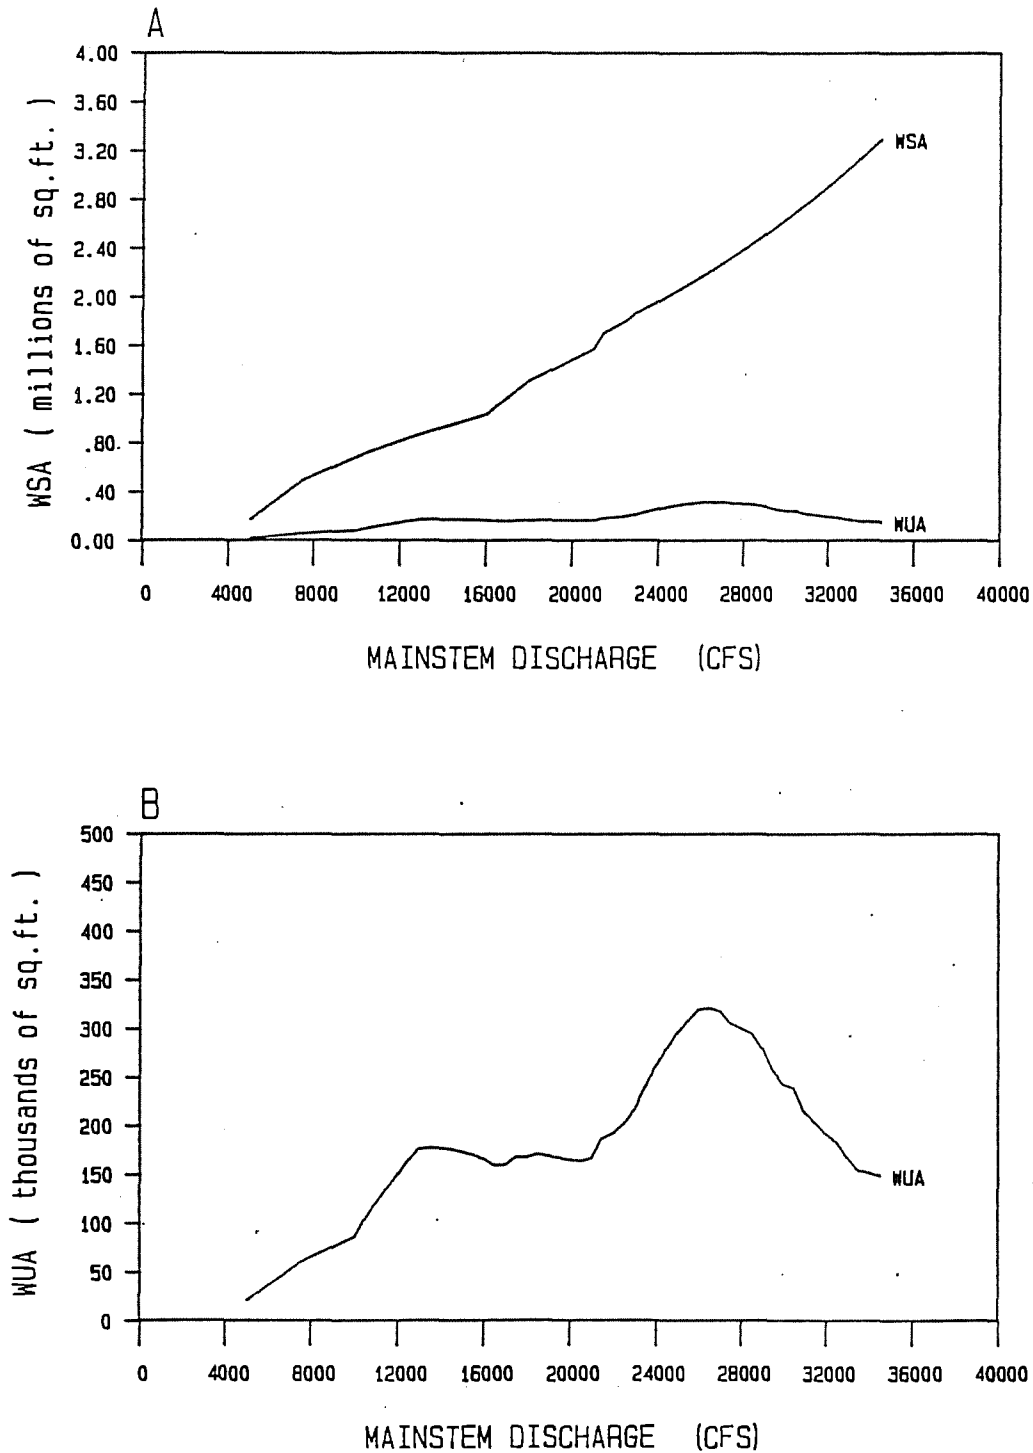 A
4.00
3.60
3.20
2.80
2.40
2.00
1.60
1.20
.80
.40
0.00
WSA ( millions of sq.ft. )
WSA
WUA
0 4000 8000 12000 16000 20000 24000 28000 32000 36000 40000
MAINSTEM DISCHARGE (CFS)
B
500
450
400
350
300
250
200
150
100
50
0
WUA ( thousands of sq.ft. )
WUA
0 4000 8000 12000 16000 20000 24000 28000 32000 36000 40000
MAINSTEM DISCHARGE (CFS)